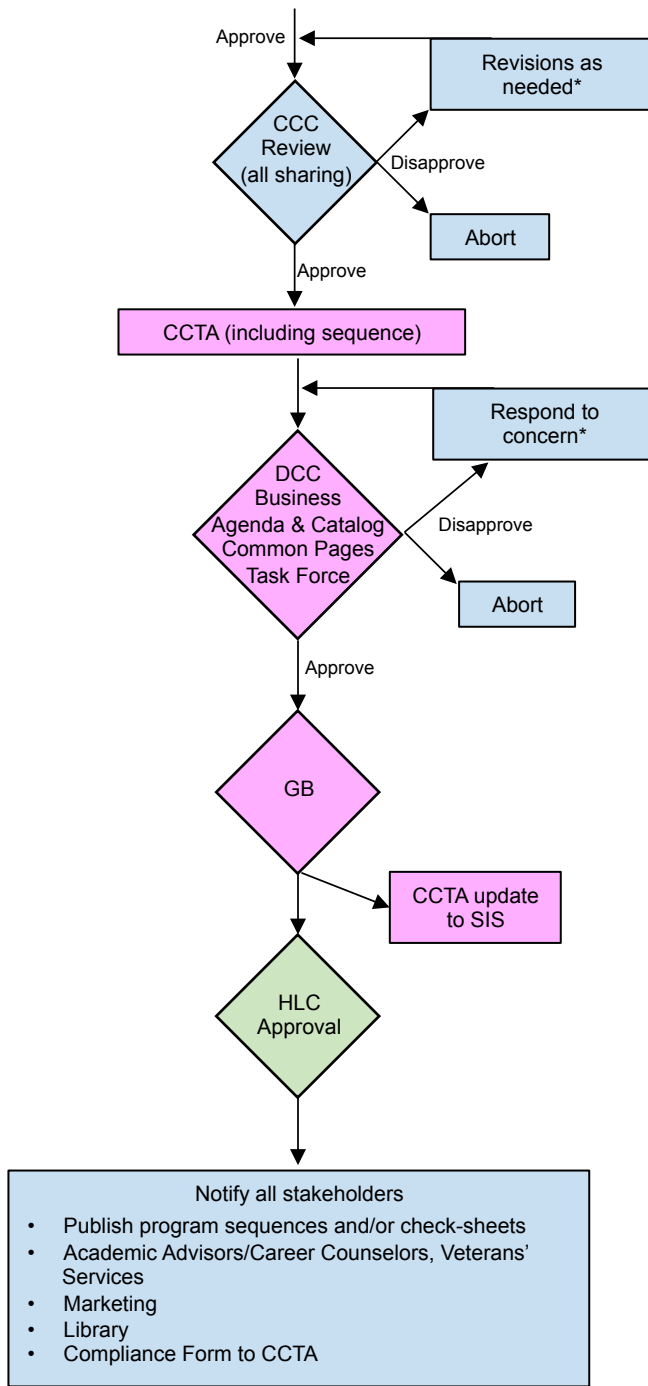 Approve
Revisions as
needed*
CCC
Review
(all sharing)
Disapprove
Abort
Approve
CCTA (including sequence)
Respond to
concern*
DCC
Business
Agenda & Catalog
Common Pages
Task Force
Disapprove
Abort
Approve
GB
CCTA update
to SIS
HLC
Approval
Notify all stakeholders
• Publish program sequences and/or check-sheets
• Academic Advisors/Career Counselors, Veterans’
Services
• Marketing
• Library
• Compliance Form to CCTA